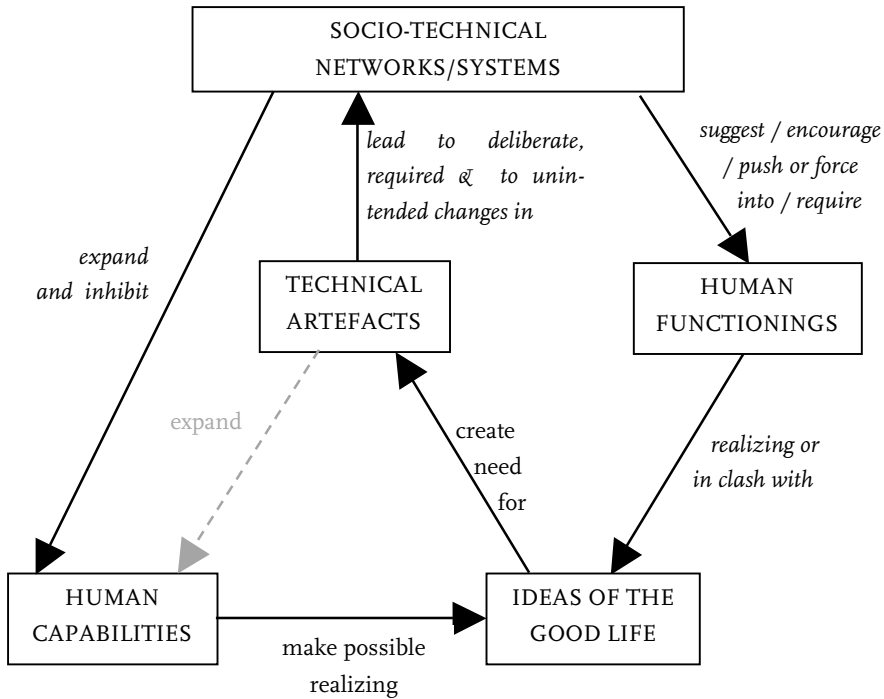 SOCIO-TECHNICAL
NETWORKS/SYSTEMS
lead to deliberate,
required & to unin-
tended changes in
suggest / encourage
/ push or force
into / require
expand
and inhibit
TECHNICAL
ARTEFACTS
HUMAN
FUNCTIONINGS
expand
create
need
for
realizing or
in clash with
HUMAN
CAPABILITIES
make possible
realizing
IDEAS OF THE
GOOD LIFE